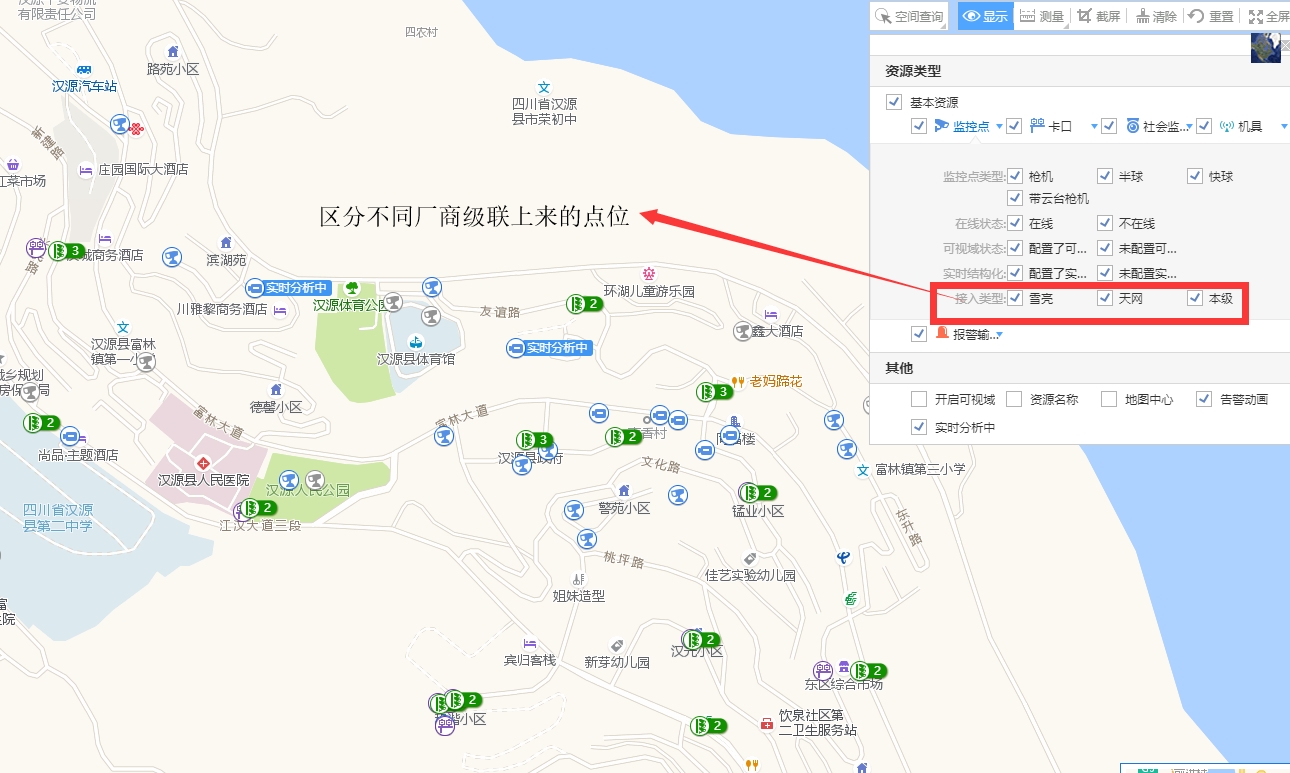 有限责任公司
四农村
路苑小区
汉源汽车站
四川省汉源
县市荣初中
新建路
庄园国际大酒店
江菜市场
区分不同厂商级联上来的点位
3
商务酒店
滨湖苑
实时分析中
川雅黎商务酒店
汉源体育公园
友谊路
2
环湖儿童游乐园
汉源县富林
镇第一小
汉源县体育馆
实时分析中
鑫大酒店
城乡规划
房保
局
德馨小区
3
老妈蹄花
富林大道
富林大道
2
尚品·主题酒店
3
汉源县政府
2
青香村
阳福楼
文化路
富林镇第三小学
汉源县人民医院
汉源人民公园
2
江汉大道三段
四川省汉源
县第二中学
警苑小区
2
锰业小区
东升路
桃坪路
佳艺实验幼儿园
姐妹造型
富
院
宾归客栈
新芽幼儿园
2
汉元小区
2
东区综合市场
2
小区
2
饮泉社区第
二卫生服务站
空间查询
显示
测量
截屏
清除
重置
全屏
资源类型
基本资源
监控点
卡口
社会监...
机具
监控点类型:
枪机
半球
快球
带云台枪机
在线状态:
在线
不在线
可视域状态:
配置了可...
未配置可...
实时结构化:
配置了实...
未配置实...
接入类型:
雪亮
天网
本级
报警输...
其他
开启可视域
资源名称
地图中心
告警动画
实时分析中